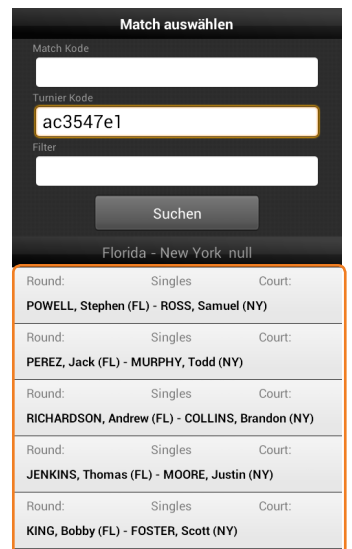 Match auswählen
Match Kode
Turnier Kode
ac3547e1
Filter
Suchen
Florida - New York null
Round: Singles Court:
POWELL, Stephen (FL) - ROSS, Samuel (NY)
Round: Singles Court:
PEREZ, Jack (FL) - MURPHY, Todd (NY)
Round: Singles Court:
RICHARDSON, Andrew (FL) - COLLINS, Brandon (NY)
Round: Singles Court:
JENKINS, Thomas (FL) - MOORE, Justin (NY)
Round: Singles Court:
KING, Bobby (FL) - FOSTER, Scott (NY)